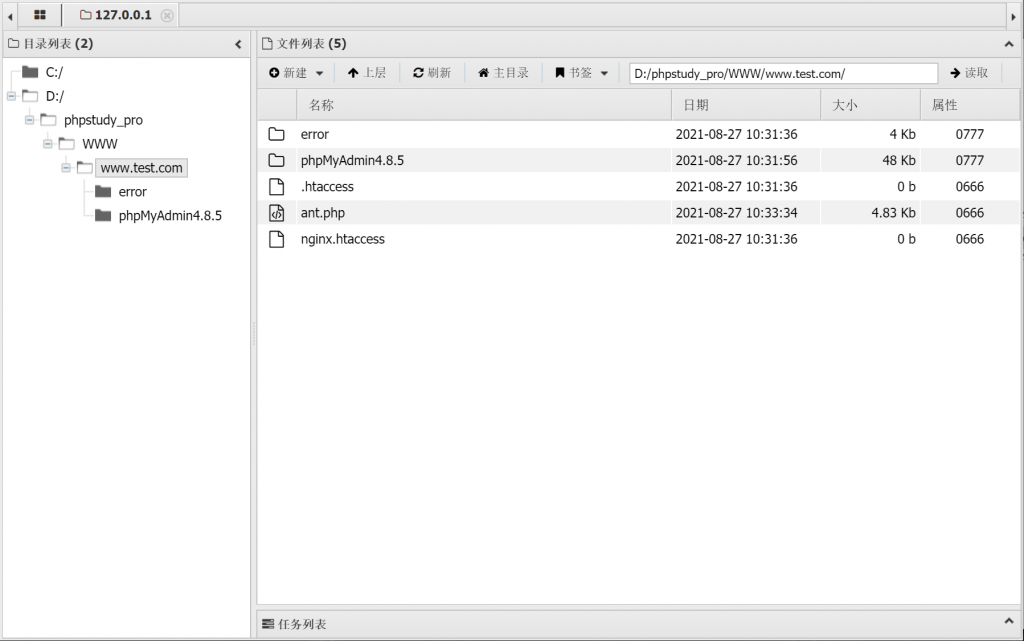 127.0.0.1
目录列表 (2)
C:/
D:/
phpstudy_pro
WWW
www.test.com
error
phpMyAdmin4.8.5
文件列表 (5)
新建 上层 刷新 主目录 书签 D:/phpstudy_pro/WWW/www.test.com/ 读取
名称 日期 大小 属性
error 2021-08-27 10:31:36 4 Kb 0777
phpMyAdmin4.8.5 2021-08-27 10:31:56 48 Kb 0777
.htaccess 2021-08-27 10:31:36 0 b 0666
ant.php 2021-08-27 10:33:34 4.83 Kb 0666
nginx.htaccess 2021-08-27 10:31:36 0 b 0666
任务列表